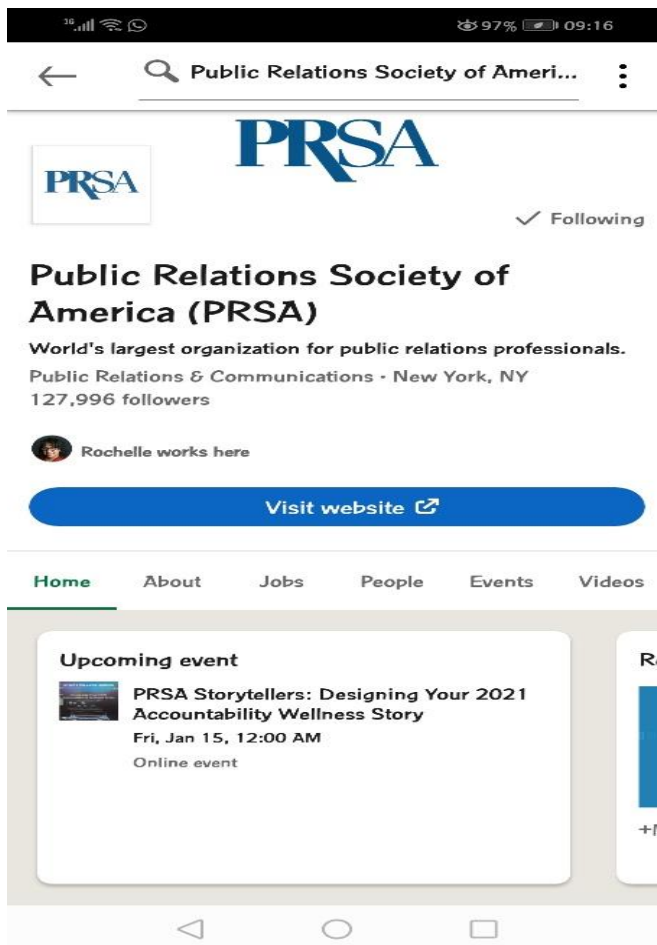 3G 97% 09:16
Public Relations Society of Ameri...
PRSA
PRSA
Following
Public Relations Society of
America (PRSA)
World's largest organization for public relations professionals.
Public Relations & Communications · New York, NY
127,996 followers
Rochelle works here
Visit website
Home About Jobs People Events Videos
Upcoming event
PRSA Storytellers: Designing Your 2021
Accountability Wellness Story
Fri, Jan 15, 12:00 AM
Online event